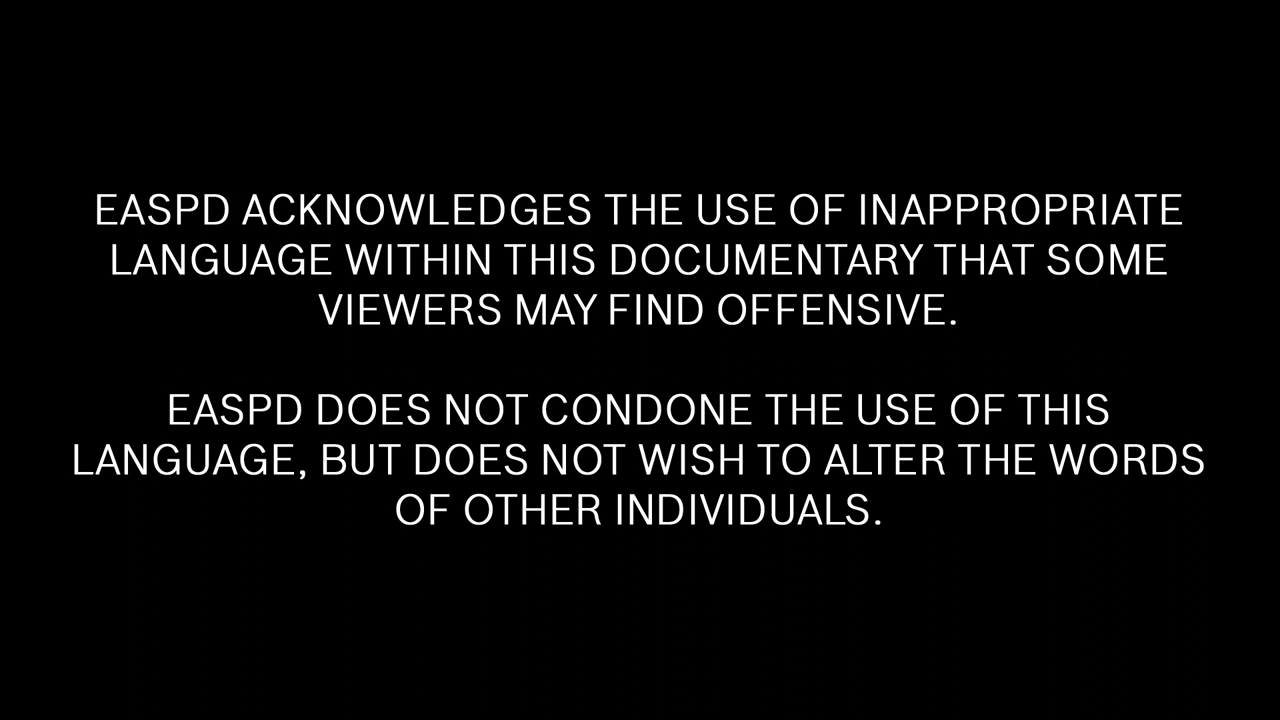 EASPD ACKNOWLEDGES THE USE OF INAPPROPRIATE
LANGUAGE WITHIN THIS DOCUMENTARY THAT SOME
VIEWERS MAY FIND OFFENSIVE.
EASPD DOES NOT CONDONE THE USE OF THIS
LANGUAGE, BUT DOES NOT WISH TO ALTER THE WORDS
OF OTHER INDIVIDUALS.